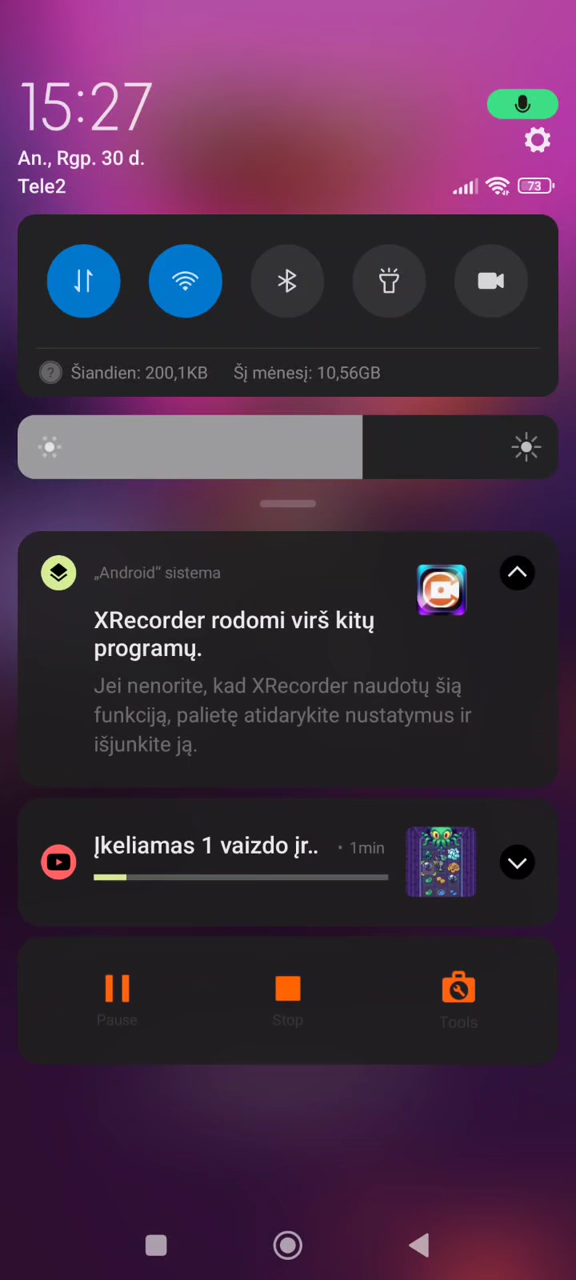 15:27
An., Rgp. 30 d.
Tele2
73
Šiandien: 200,1KB Šį mėnesį: 10,56GB
„Android“ sistema
XRecorder rodomi virš kitų
programų.
Jei nenorite, kad XRecorder naudotų šią
funkciją, palietę atidarykite nustatymus ir
išjunkite ją.
Įkeliamas 1 vaizdo įr.. • 1min
Pause Stop Tools